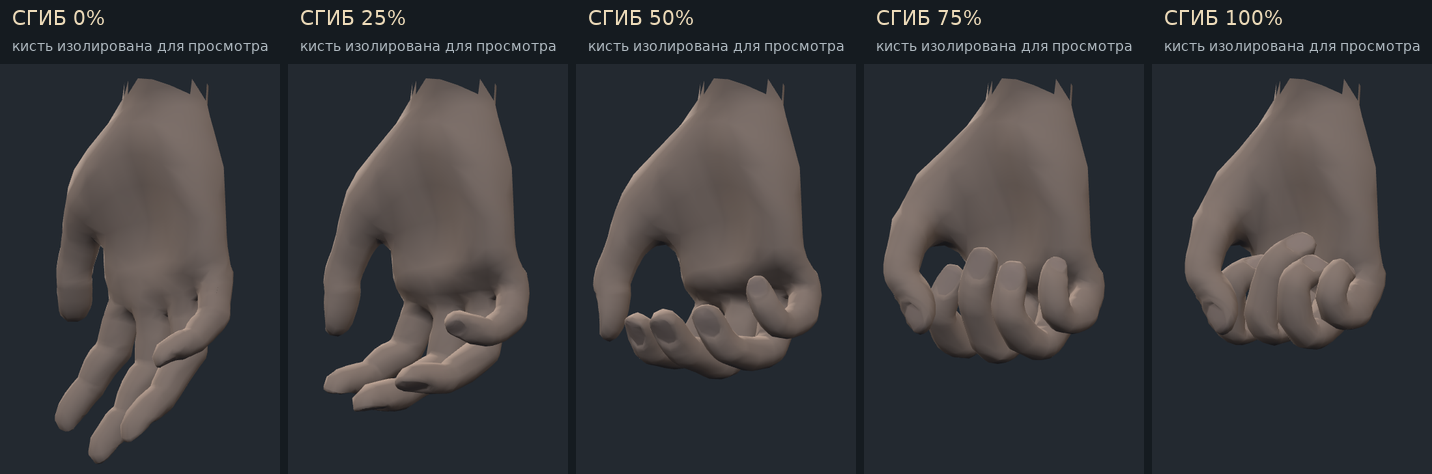 СГИБ 0%
кисть изолирована для просмотра
СГИБ 25%
кисть изолирована для просмотра
СГИБ 50%
кисть изолирована для просмотра
СГИБ 75%
кисть изолирована для просмотра
СГИБ 100%
кисть изолирована для просмотра